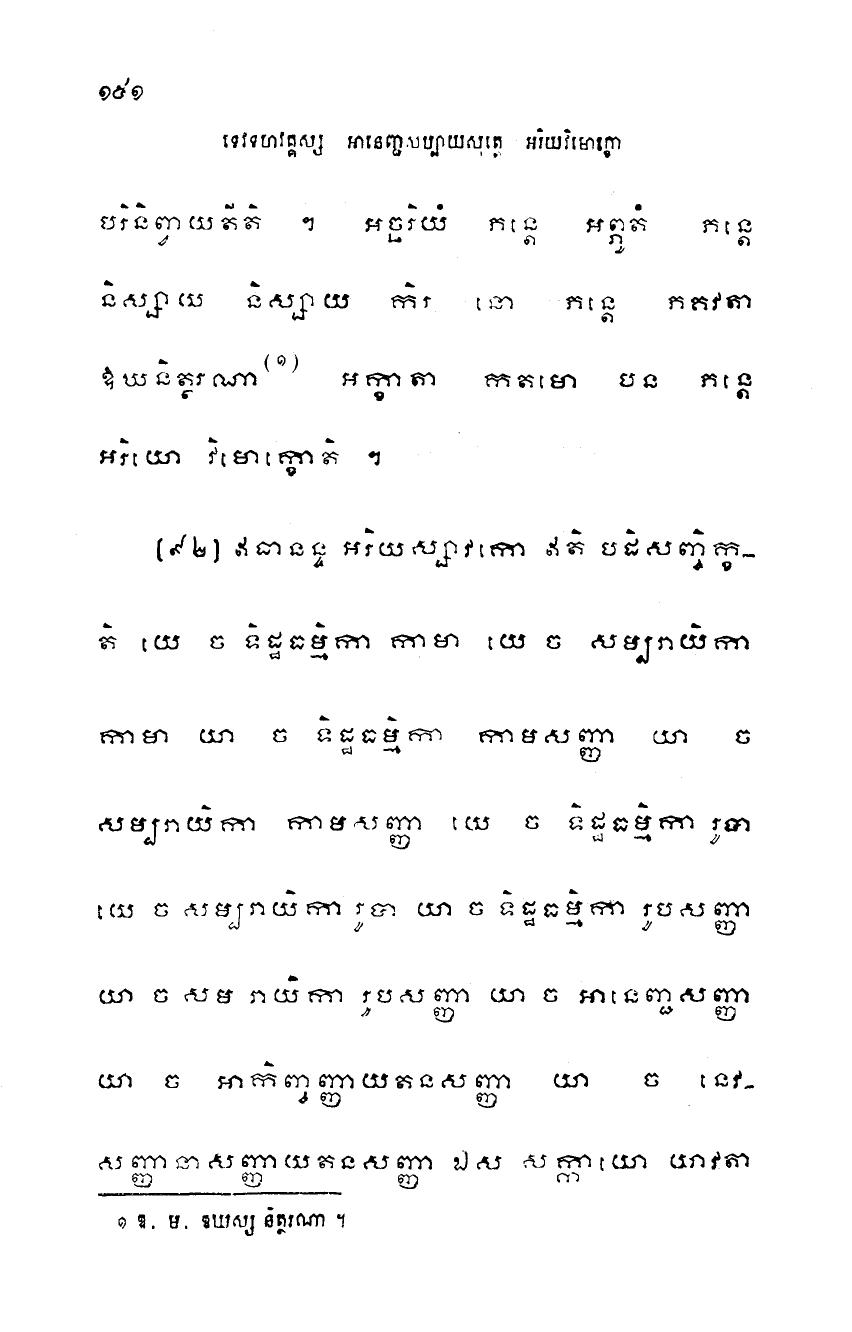 ១៥១
ទេវទហវគ្គស្ស អានេញ្ជសប្បាយសុត្តេ អរិយវិមោក្ខោ
បរិនិព្វាយតីតិ ។ អច្ឆរិយំ ភន្តេ អព្ភូតំ ភន្តេ
និស្សាយ និស្សាយ កិរ នោ ភន្តេ ភគវតា
ឱឃនិត្ថរណា (១) អក្ខាតា កតមោ បន ភន្តេ
អរិយោ វិមោក្ខោតិ ។
[៩២] ឥធានន្ទ អរិយស្សាវកោ ឥតិ បដិសញ្ចិក្ខ-
តិ យេ ច ទិដ្ឋធម្មិកា កាមា យេ ច សម្បរាយិកា
កាមា យា ច ទិដ្ឋធម្មិកា កាមសញ្ញា យា ច
សម្បរាយិកា កាមសញ្ញា យេ ច ទិដ្ឋធម្មិកា រូបា
យេ ច សម្បរាយិកា រូបា យា ច ទិដ្ឋធម្មិកា រូបសញ្ញា
យា ច សម្បរាយិកា រូបសញ្ញា យា ច អានេញ្ជសញ្ញា
យា ច អាកិញ្ចញ្ញាយតនសញ្ញា យា ច នេវ-
សញ្ញានាសញ្ញាយតនសញ្ញា ឯស សក្កាយោ យាវតា
១ ឱ. ម. ឱឃស្ស និត្ថរណា ។